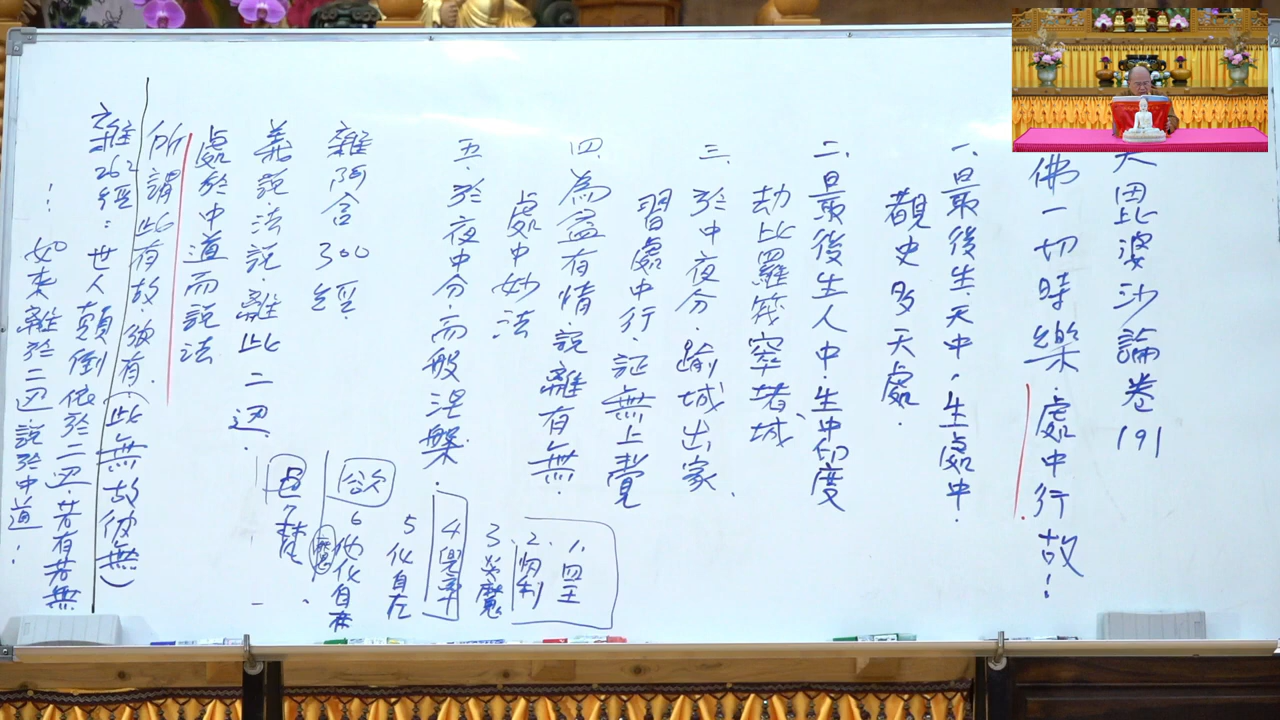 大毘婆沙論卷191
佛一切時樂處中行故…
一、最後生天中，生處中．
覩史多天處．
二、最後生人中．生中印度
劫比羅筏窣堵城、
三、於中夜分．踰城出家、
習處中行．証無上覺
四、為益有情．說離有無．
處中妙法
五、於夜中分．而般涅槃．
雜阿含300經．
義說．法說．離此二辺．
處於中道而說法
所謂此有故．彼有．(此無故彼無)
雜262經：世人顛倒依於二辺．若有若無
…如來離於二辺說於中道…
1、四王
2、忉利
3
4兜率
5化自在
6他化自在
魔
欲
色
7梵